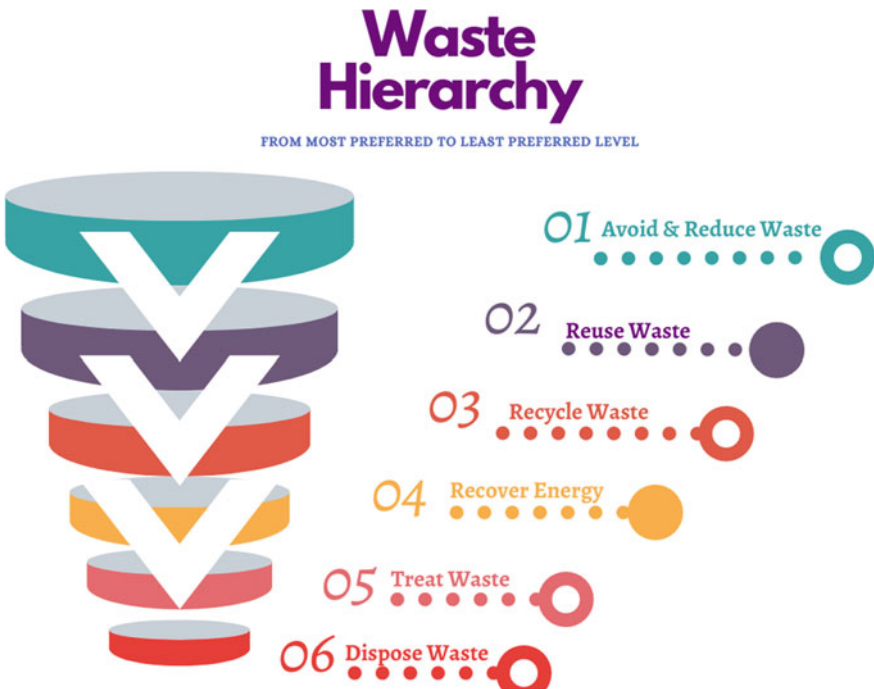 Waste
Hierarchy
FROM MOST PREFERRED TO LEAST PREFERRED LEVEL
01 Avoid & Reduce Waste
02 Reuse Waste
03 Recycle Waste
04 Recover Energy
05 Treat Waste
06 Dispose Waste